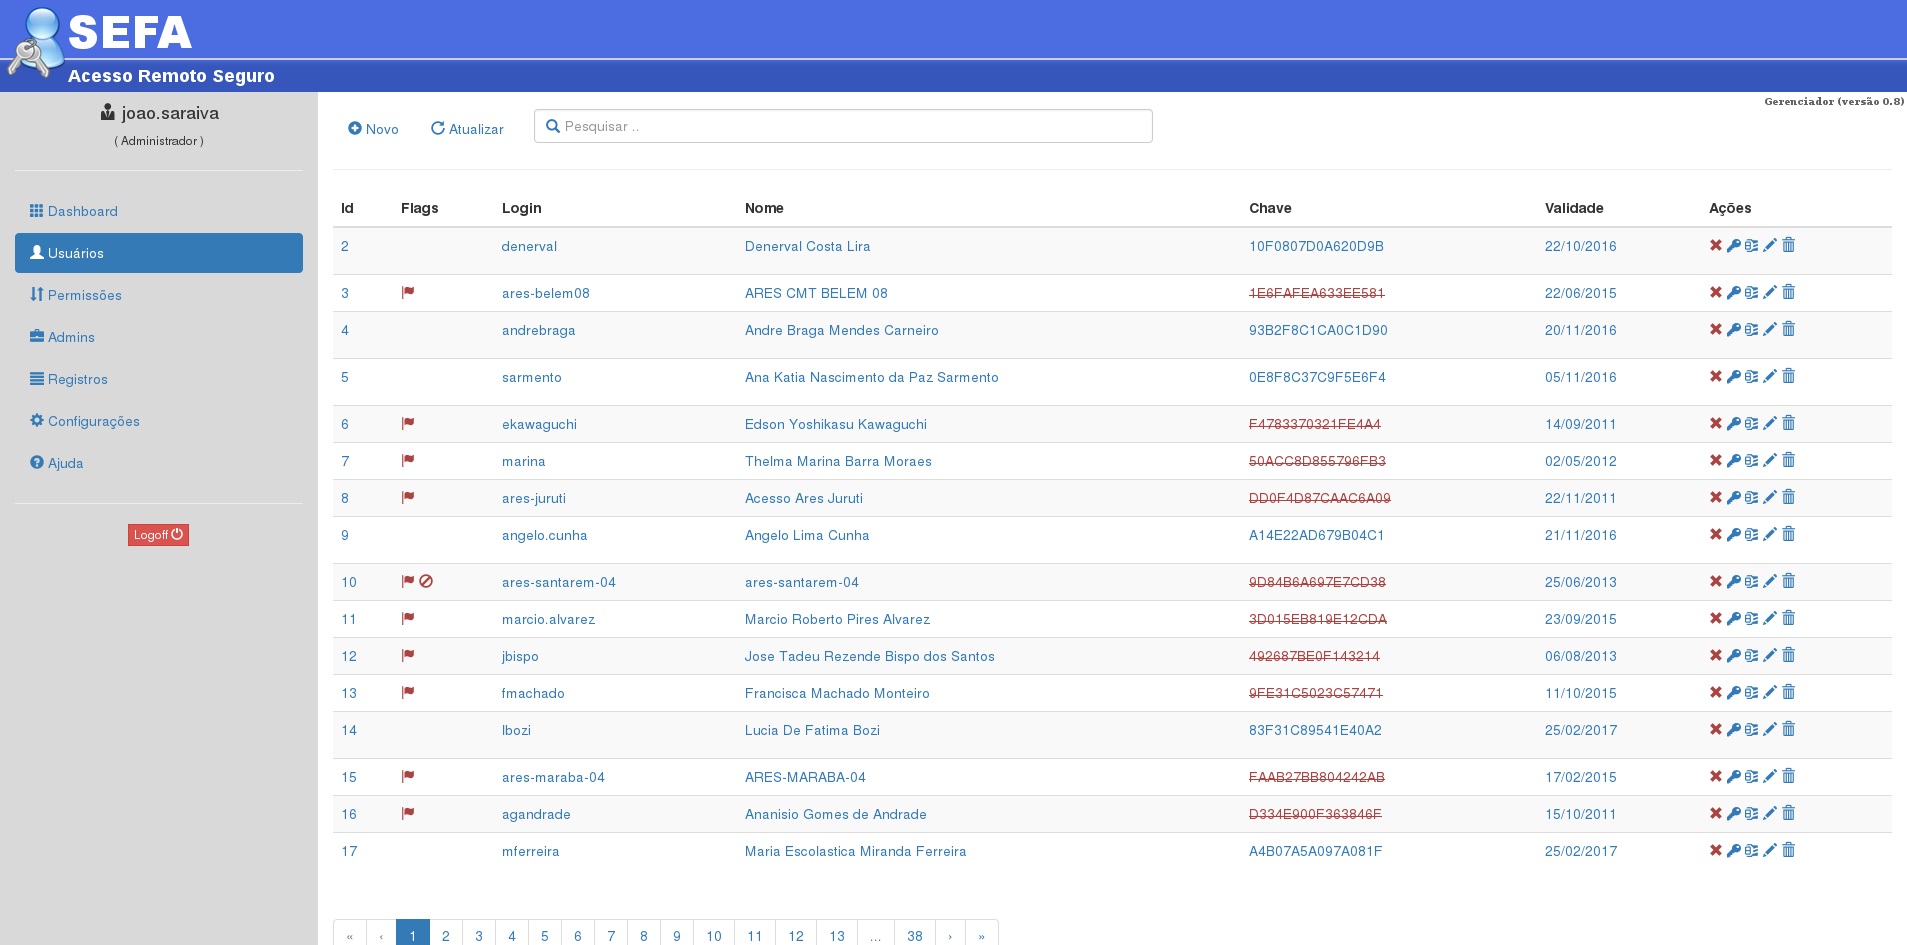 SEFA
Acesso Remoto Seguro
Gerenciador (versão 0.8)
joao.saraiva
( Administrador )
Dashboard
Usuários
Permissões
Admins
Registros
Configurações
Ajuda
Logoff
Novo Atualizar Pesquisar ..
Id Flags Login Nome Chave Validade Ações
2 denerval Denerval Costa Lira 10F0807D0A620D9B 22/10/2016
3 ares-belem08 ARES CMT BELEM 08 1E6FAFEA633EE581 22/06/2015
4 andrebraga Andre Braga Mendes Carneiro 93B2F8C1CA0C1D90 20/11/2016
5 sarmento Ana Katia Nascimento da Paz Sarmento 0E8F8C37C9F5E6F4 05/11/2016
6 ekawaguchi Edson Yoshikasu Kawaguchi F4783370321FE4A4 14/09/2011
7 marina Thelma Marina Barra Moraes 50ACC8D855796FB3 02/05/2012
8 ares-juruti Acesso Ares Juruti DD0F4D87CAAC6A09 22/11/2011
9 angelo.cunha Angelo Lima Cunha A14E22AD679B04C1 21/11/2016
10 ares-santarem-04 ares-santarem-04 9D84B6A697E7CD38 25/06/2013
11 marcio.alvarez Marcio Roberto Pires Alvarez 3D015EB819E12CDA 23/09/2015
12 jbispo Jose Tadeu Rezende Bispo dos Santos 492687BE0F143214 06/08/2013
13 fmachado Francisca Machado Monteiro 9FE31C5023C57471 11/10/2015
14 lbozi Lucia De Fatima Bozi 83F31C89541E40A2 25/02/2017
15 ares-maraba-04 ARES-MARABA-04 FAAB27BB804242AB 17/02/2015
16 agandrade Ananisio Gomes de Andrade D334E900F363846F 15/10/2011
17 mferreira Maria Escolastica Miranda Ferreira A4B07A5A097A081F 25/02/2017
« ‹ 1 2 3 4 5 6 7 8 9 10 11 12 13 ... 38 › »